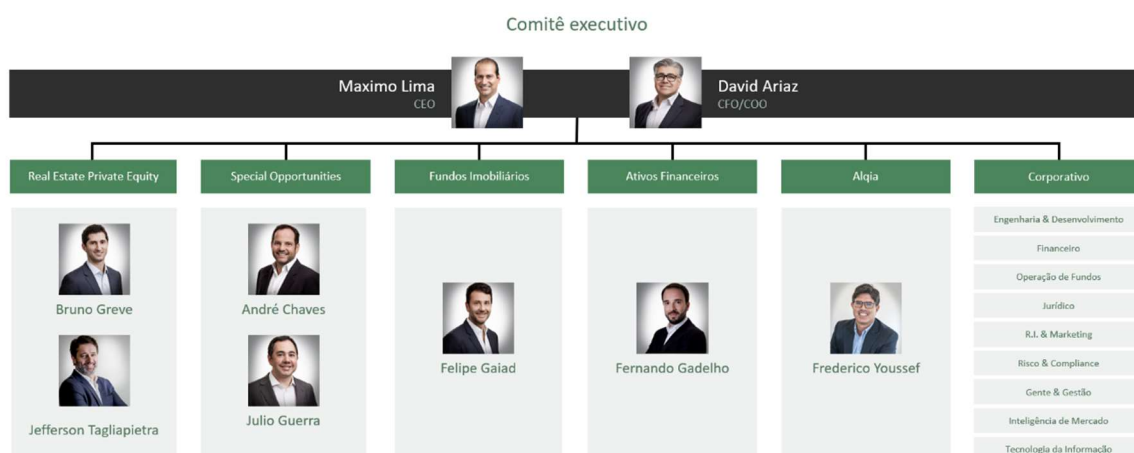 Comitê executivo
Maximo Lima
CEO
David Ariaz
CFO/COO
Real Estate Private Equity
Special Opportunities
Fundos Imobiliários
Ativos Financeiros
Alqia
Corporativo
Bruno Greve
Jefferson Tagliapietra
André Chaves
Julio Guerra
Felipe Gaiad
Fernando Gadelho
Frederico Youssef
Engenharia & Desenvolvimento
Financeiro
Operação de Fundos
Jurídico
R.I. & Marketing
Risco & Compliance
Gente & Gestão
Inteligência de Mercado
Tecnologia da Informação